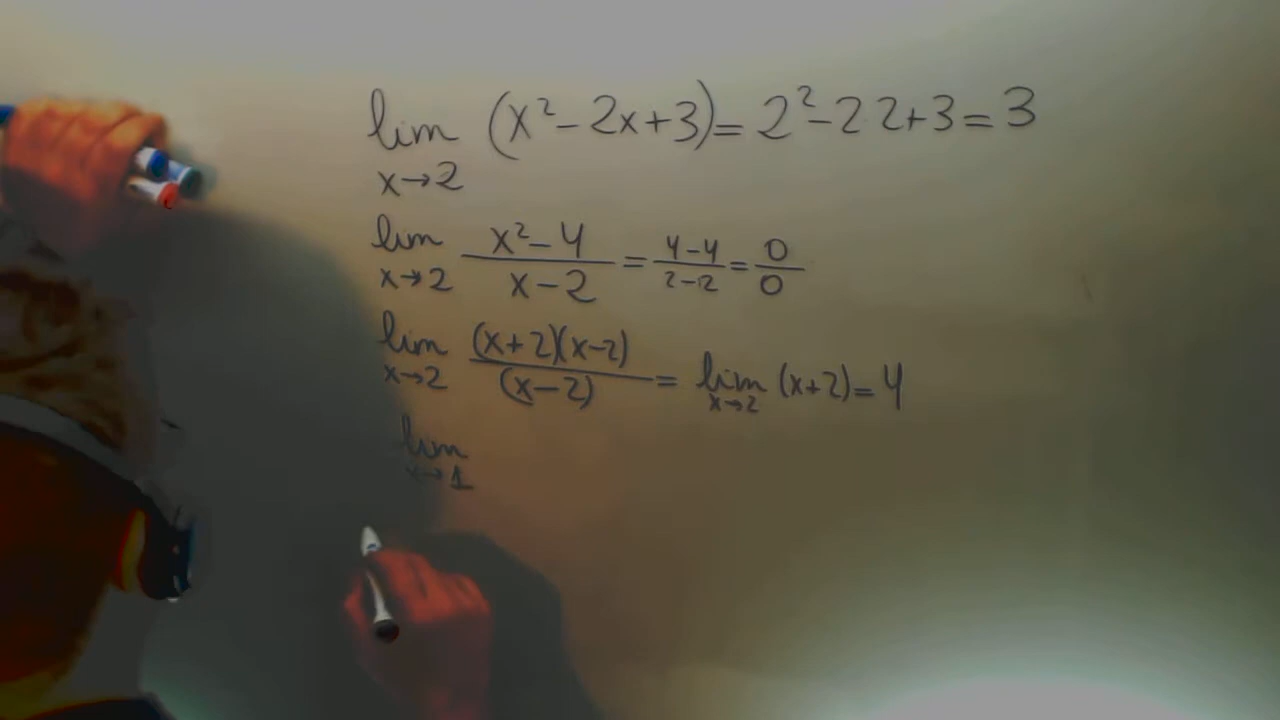 lim (x²-2x+3)=2²-2 2+3=3
x→2
lim x²-4 / x-2 = 4-4 / 2-2 = 0 / 0
x→2
lim (x+2)(x-2) / (x-2) = lim (x+2)=4
x→2 x→2
lim
x→1